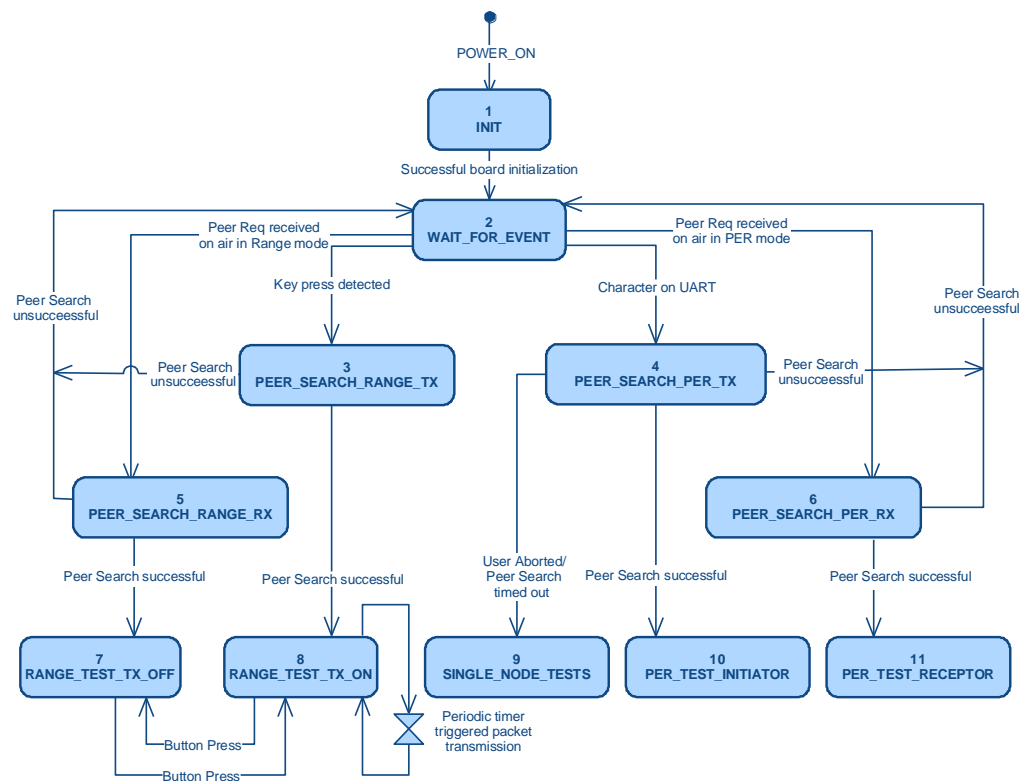 POWER_ON
1
INIT
Successful board initialization
2
WAIT_FOR_EVENT
Peer Req received
on air in Range mode
Peer Req received
on air in PER mode
Key press detected
Character on UART
Peer Search
unsucceessful
Peer Search
unsucceessful
3
PEER_SEARCH_RANGE_TX
Peer Search
unsucceessful
4
PEER_SEARCH_PER_TX
Peer Search
unsucceessful
5
PEER_SEARCH_RANGE_RX
6
PEER_SEARCH_PER_RX
Peer Search successful
Peer Search successful
User Aborted/
Peer Search
timed out
Peer Search successful
Peer Search successful
7
RANGE_TEST_TX_OFF
8
RANGE_TEST_TX_ON
9
SINGLE_NODE_TESTS
10
PER_TEST_INITIATOR
11
PER_TEST_RECEPTOR
Periodic timer
triggered packet
transmission
Button Press
Button Press